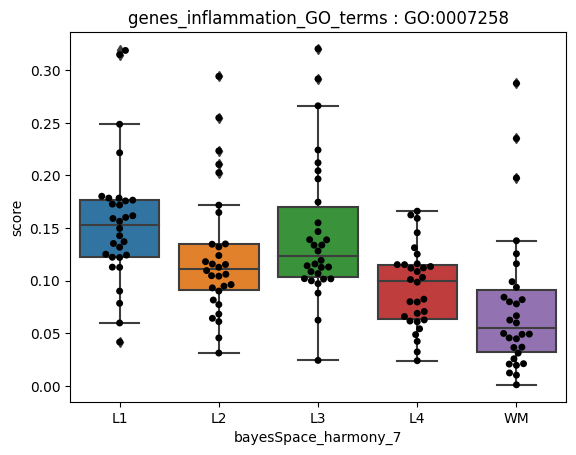 genes_inflammation_GO_terms : GO:0007258
0.30
0.25
0.20
0.15
0.10
0.05
0.00
score
L1 L2 L3 L4 WM
bayesSpace_harmony_7